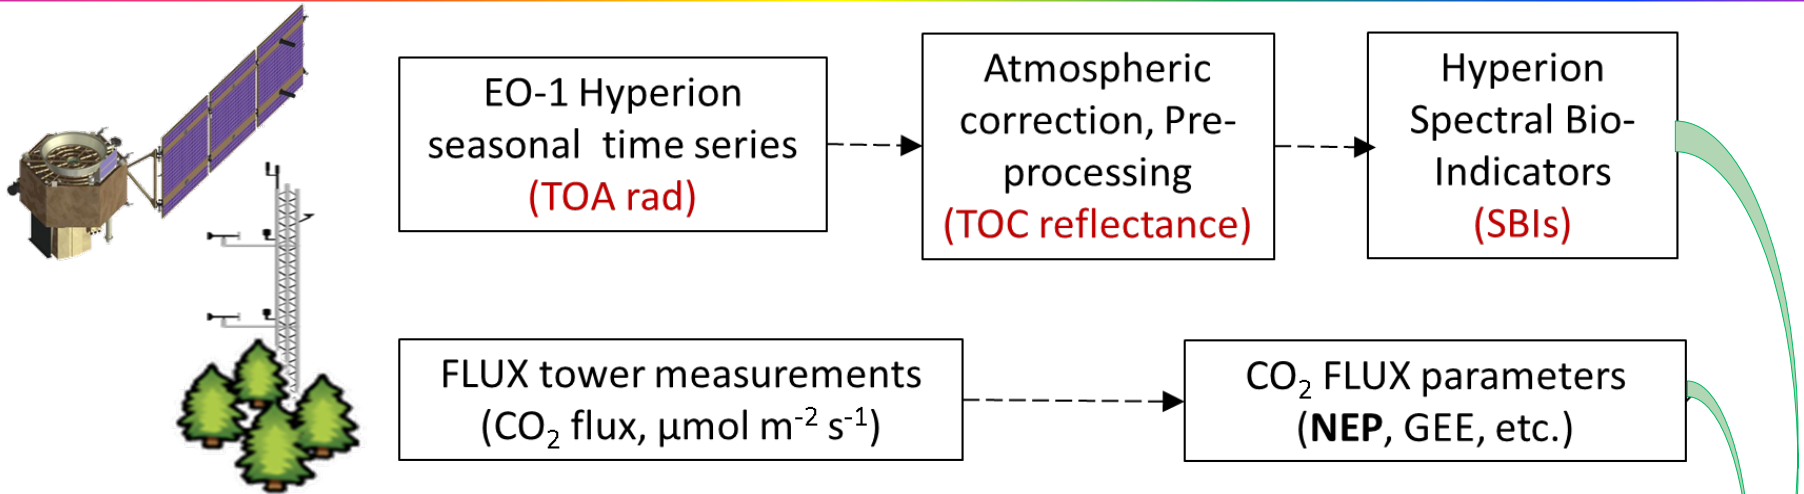 EO-1 Hyperion
seasonal  time series
(TOA rad)
Atmospheric
correction, Pre-
processing
(TOC reflectance)
Hyperion
Spectral Bio-
Indicators
(SBIs)
FLUX tower measurements
(CO₂ flux, µmol m⁻² s⁻¹)
CO₂ FLUX parameters
(NEP, GEE, etc.)